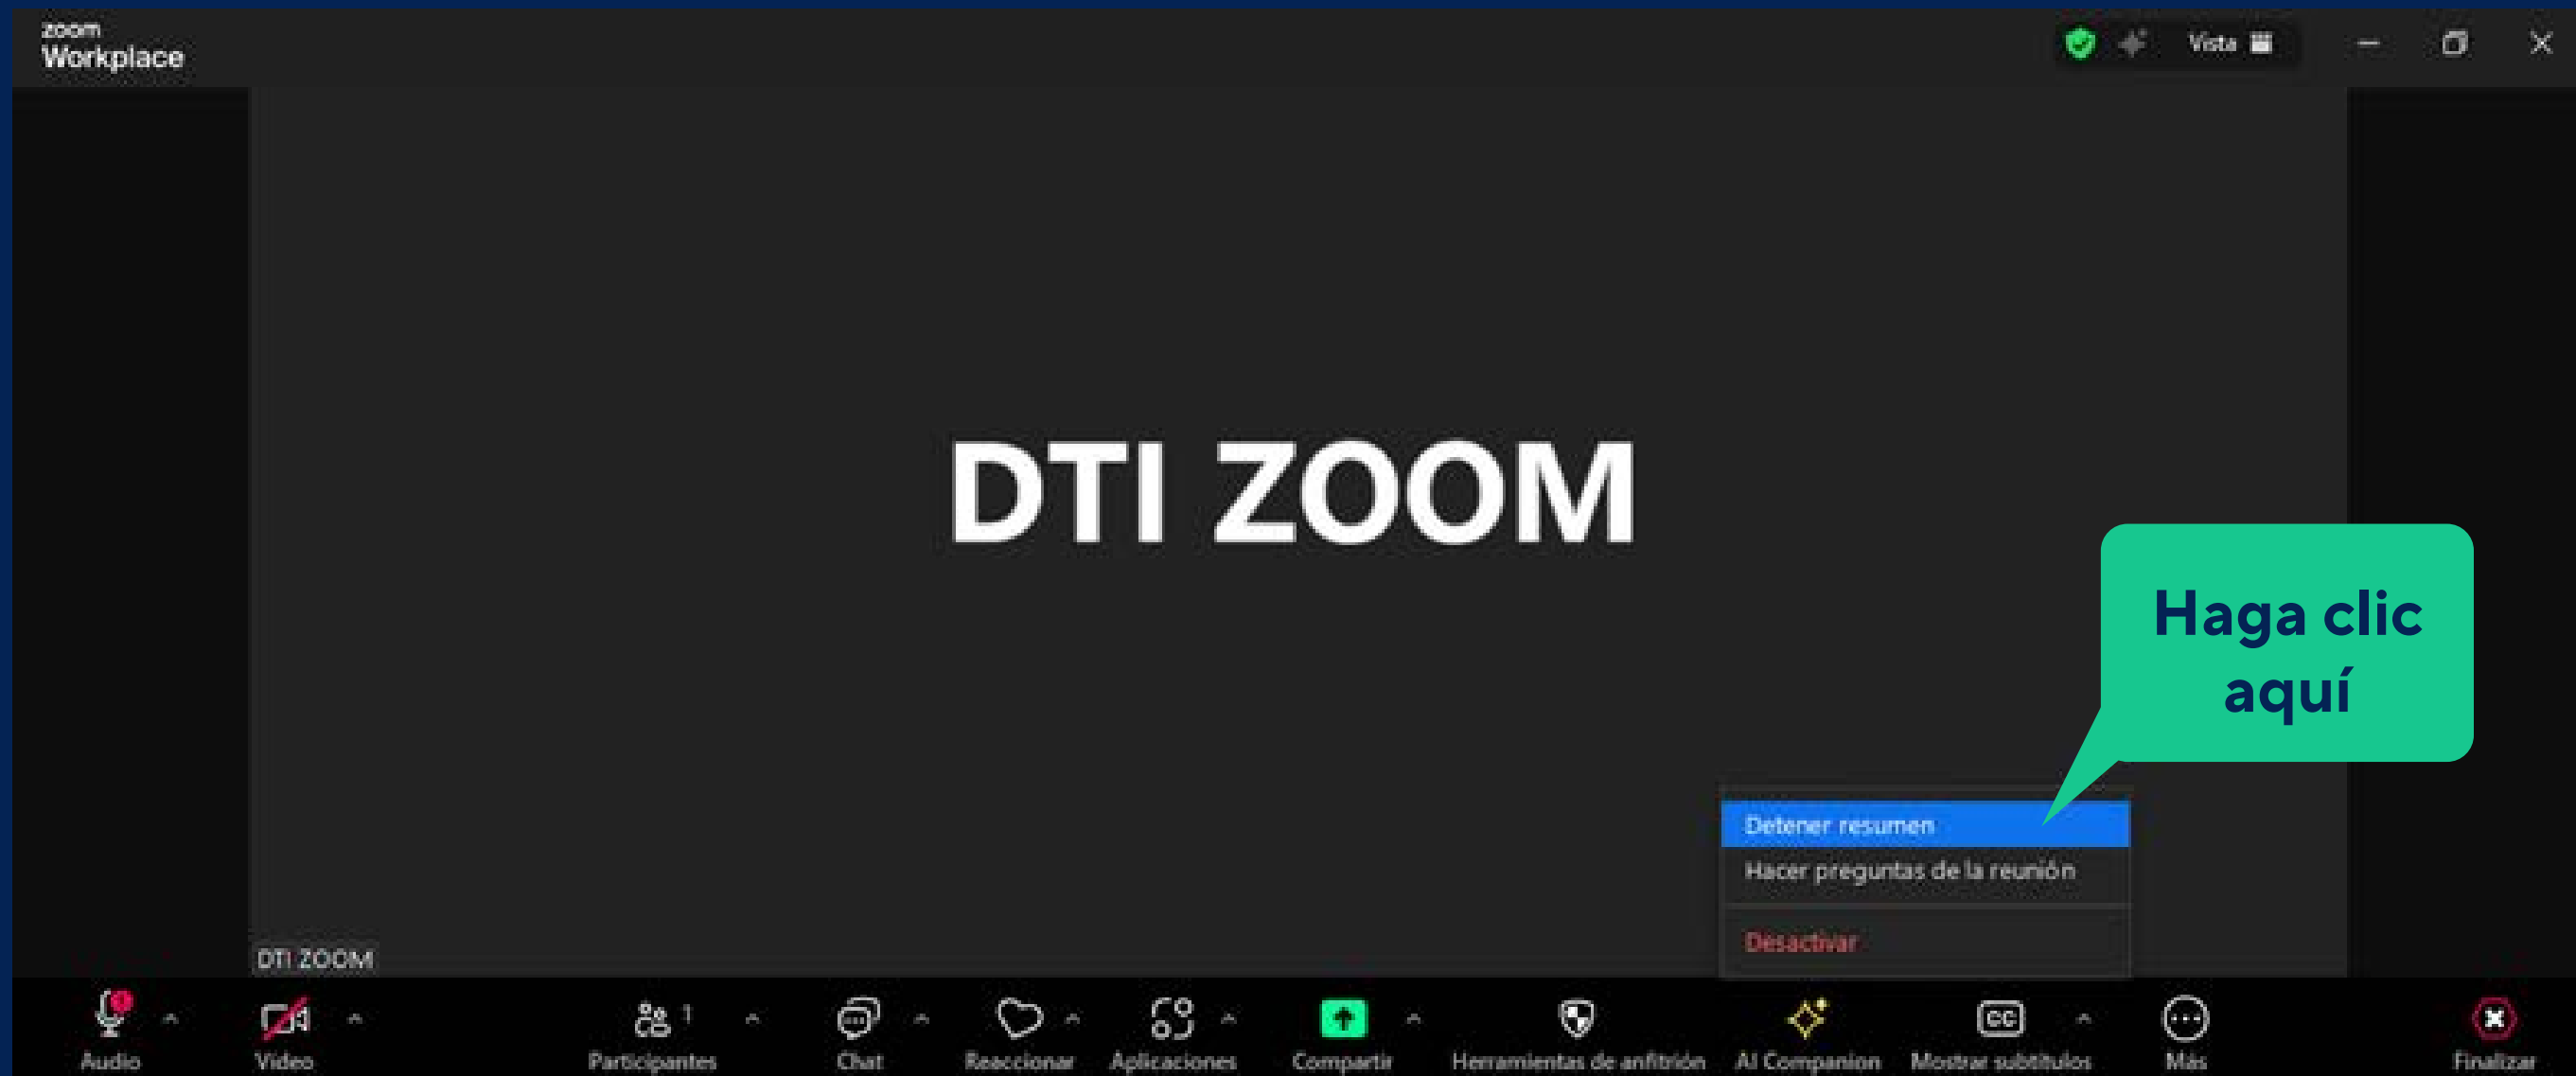 zoom
Workplace
Vista
DTI ZOOM
Haga clic
aquí
Detener resumen
Hacer preguntas de la reunión
Desactivar
DTI ZOOM
Audio
Vídeo
Participantes
1
Chat
Reaccionar
Aplicaciones
Compartir
Herramientas de anfitrión
AI Companion
CC
Mostrar subtítulos
Más
Finalizar